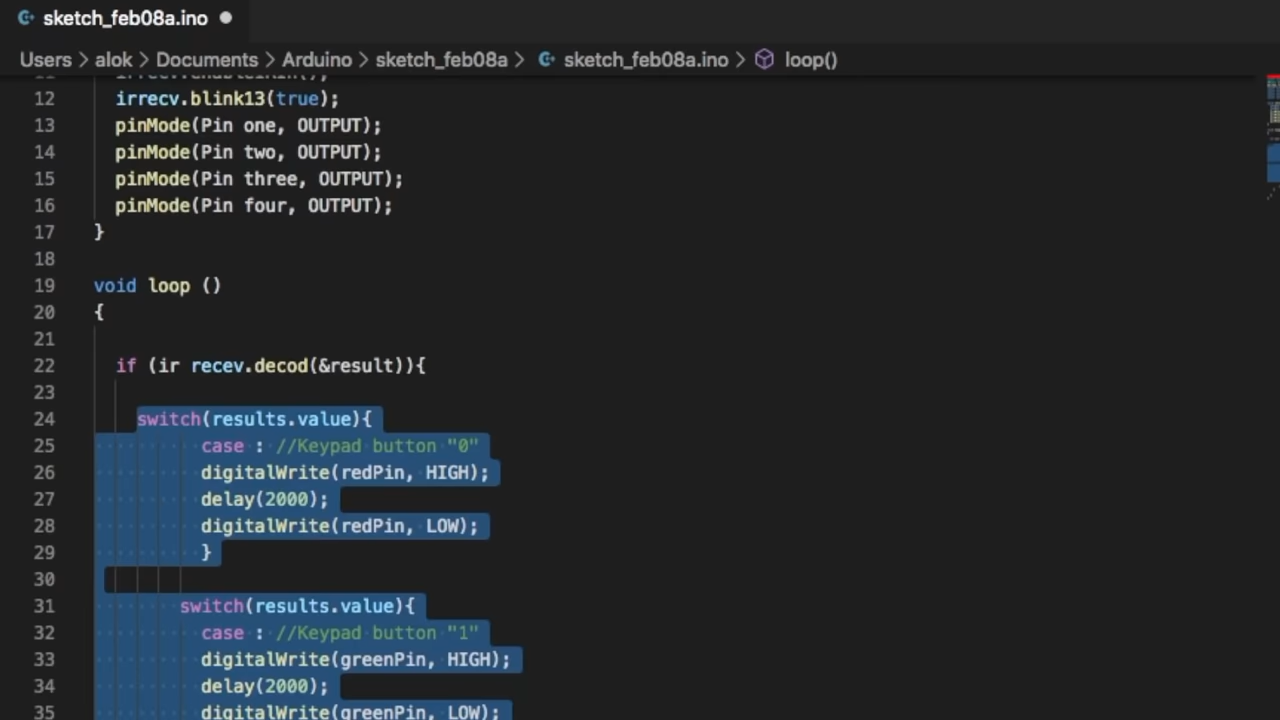 sketch_feb08a.ino
Users > alok > Documents > Arduino > sketch_feb08a > sketch_feb08a.ino > loop()
11 irrecv.enableIRIn();
12 irrecv.blink13(true);
13 pinMode(Pin one, OUTPUT);
14 pinMode(Pin two, OUTPUT);
15 pinMode(Pin three, OUTPUT);
16 pinMode(Pin four, OUTPUT);
17 }
18
19 void loop ()
20 {
21
22 if (ir recev.decod(&result)){
23
24 switch(results.value){
25 case : //Keypad button "0"
26 digitalWrite(redPin, HIGH);
27 delay(2000);
28 digitalWrite(redPin, LOW);
29 }
30
31 switch(results.value){
32 case : //Keypad button "1"
33 digitalWrite(greenPin, HIGH);
34 delay(2000);
35 digitalWrite(greenPin, LOW);